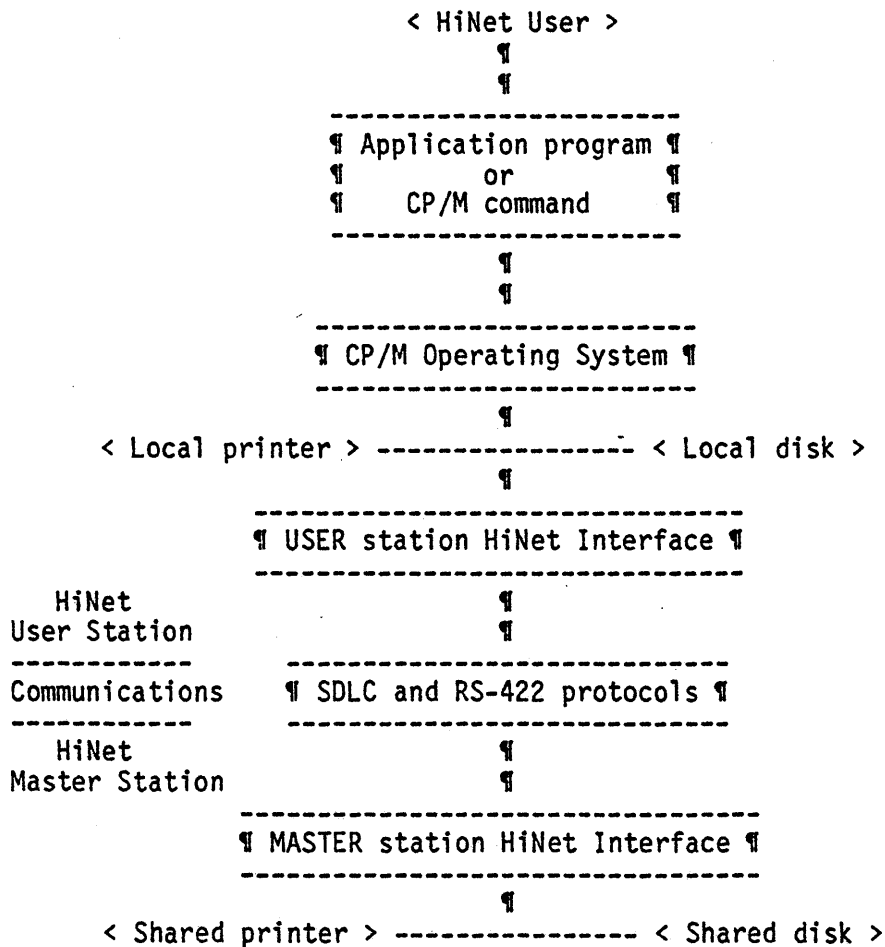 < HiNet User >
¶
¶
------------------------
¶ Application program ¶
¶ or ¶
¶ CP/M command ¶
------------------------
¶
¶
--------------------------
¶ CP/M Operating System ¶
--------------------------
¶
< Local printer > ----------------- < Local disk >
¶
---------------------------------
¶ USER station HiNet Interface ¶
---------------------------------
HiNet ¶
User Station ¶
------------ ------------------------------
Communications ¶ SDLC and RS-422 protocols ¶
------------ ------------------------------
HiNet ¶
Master Station ¶
-----------------------------------
¶ MASTER station HiNet Interface ¶
-----------------------------------
¶
< Shared printer > ---------------- < Shared disk >